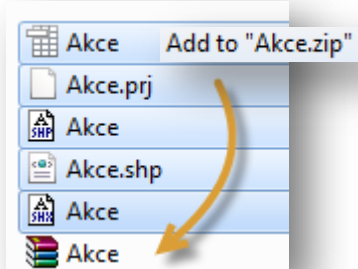 Akce
Add to "Akce.zip"
Akce.prj
SHP
Akce
Akce.shp
SHX
Akce
Akce